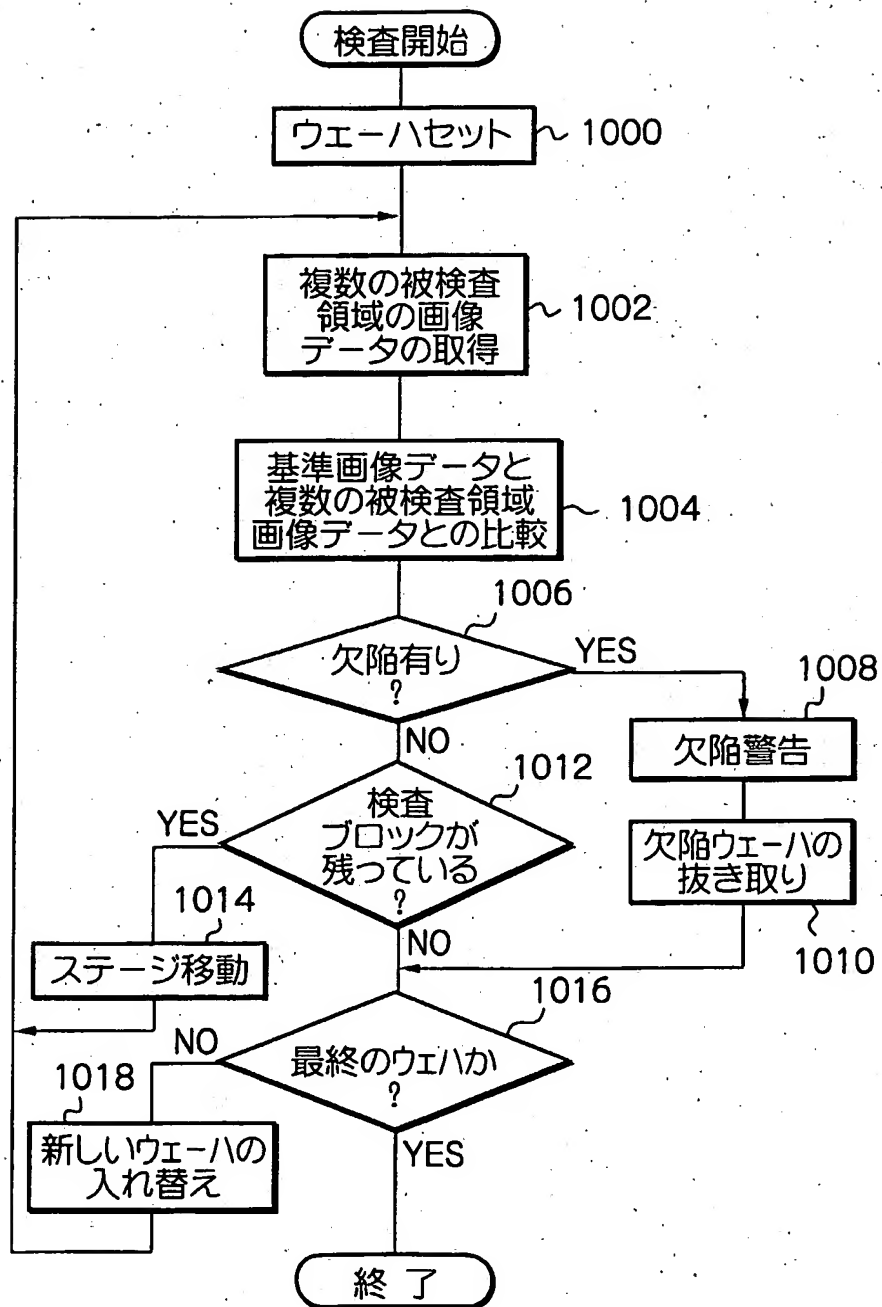 検査開始
ウェーハセット
1000
複数の被検査
領域の画像
データの取得
1002
基準画像データと
複数の被検査領域
画像データとの比較
1004
1006
欠陥有り
?
YES
NO
1008
欠陥警告
欠陥ウェーハの
抜き取り
1010
1012
検査
ブロックが
残っている
?
YES
NO
1014
ステージ移動
1016
最終のウェハか
?
NO
YES
1018
新しいウェーハの
入れ替え
終了